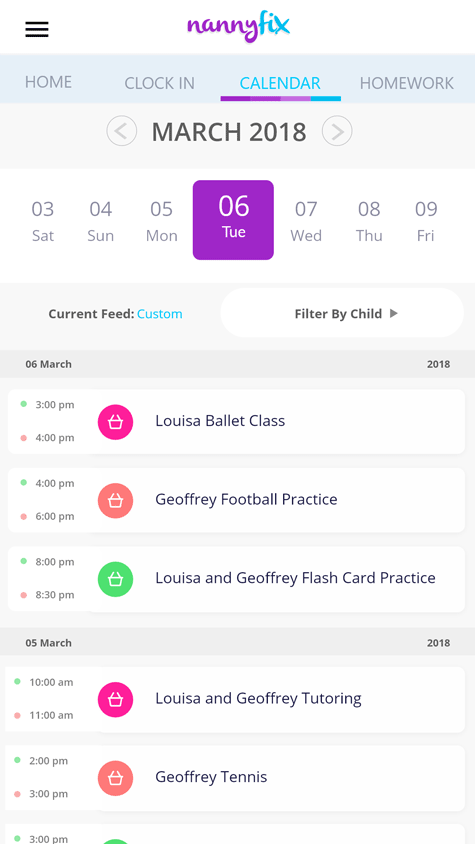 nannyfix
HOME CLOCK IN CALENDAR HOMEWORK
MARCH 2018
03 04 05 06 07 08 09
Sat Sun Mon Tue Wed Thu Fri
Current Feed: Custom Filter By Child
06 March 2018
3:00 pm
Louisa Ballet Class
4:00 pm
4:00 pm
Geoffrey Football Practice
6:00 pm
8:00 pm
Louisa and Geoffrey Flash Card Practice
8:30 pm
05 March 2018
10:00 am
Louisa and Geoffrey Tutoring
11:00 am
2:00 pm
Geoffrey Tennis
3:00 pm
3:00 pm